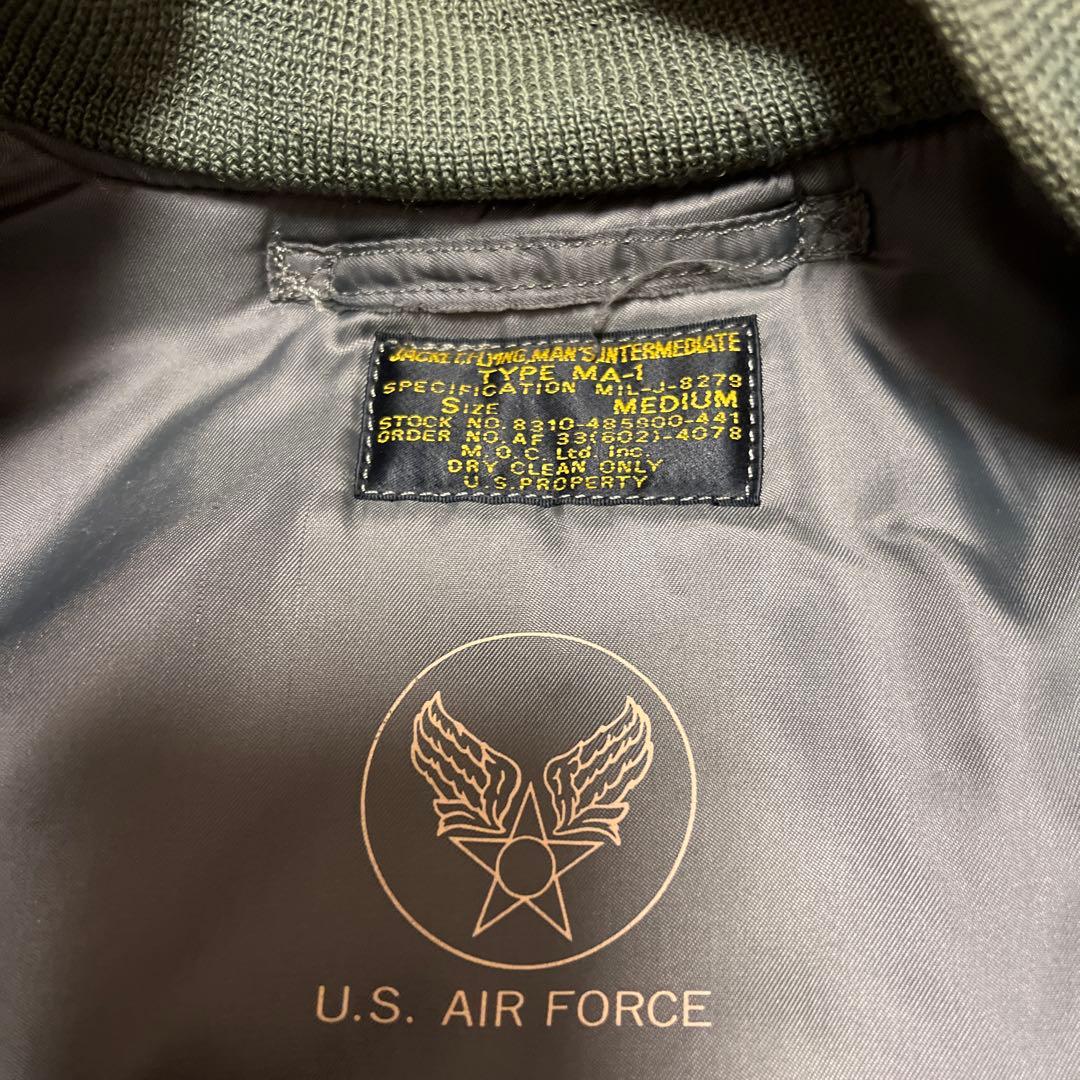 JACKET,FLYING,MAN'S,INTERMEDIATE
TYPE MA-1
SPECIFICATION MIL-J-8279
SIZE MEDIUM
STOCK NO. 8310-485800-441
ORDER NO. AF 33(602)-4078
M.O.C. Ltd. Inc.
DRY CLEAN ONLY
U.S.PROPERTY
U.S. AIR FORCE